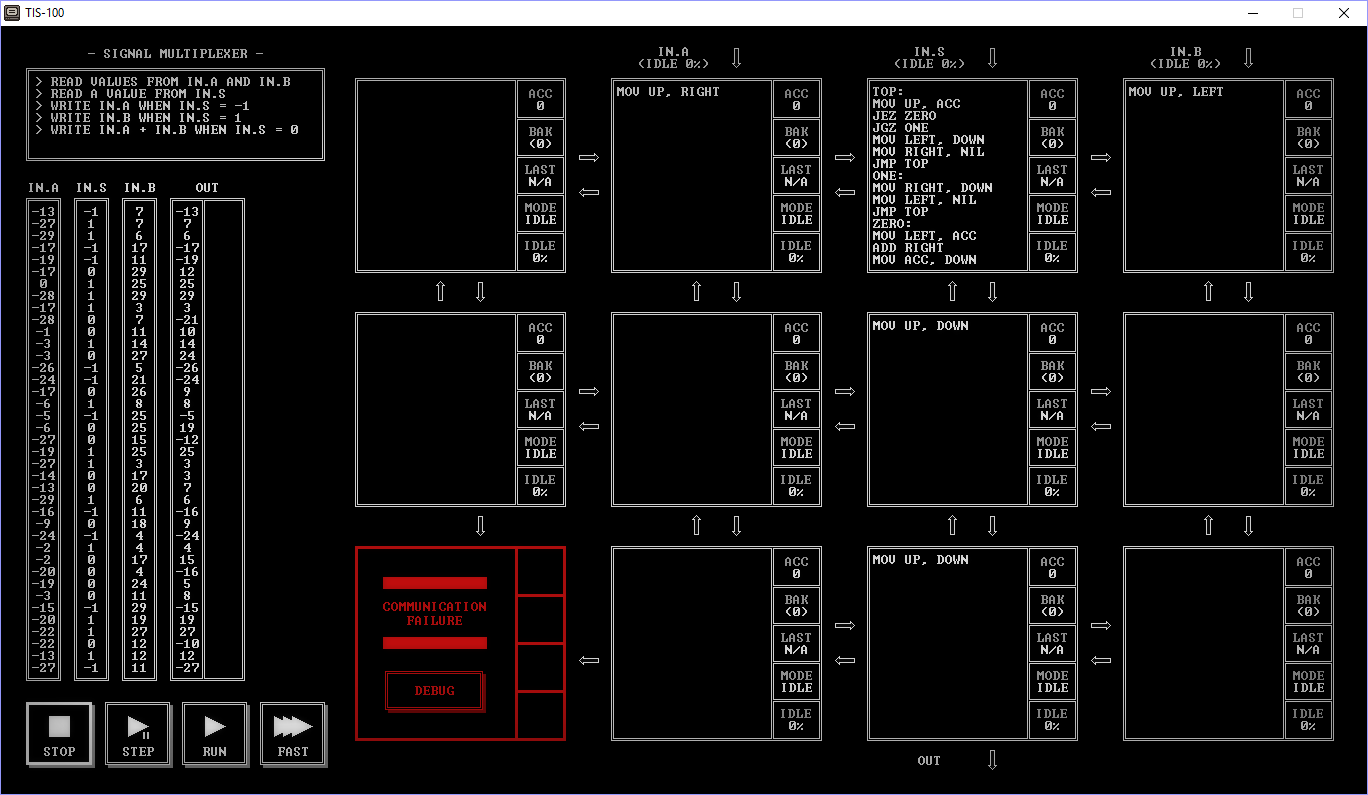 TIS-100
- SIGNAL MULTIPLEXER -
> READ VALUES FROM IN.A AND IN.B
> READ A VALUE FROM IN.S
> WRITE IN.A WHEN IN.S = -1
> WRITE IN.B WHEN IN.S = 1
> WRITE IN.A + IN.B WHEN IN.S = 0
IN.A IN.S IN.B OUT
-13 -1 7 -13
-27 1 7 7
-29 1 6 6
-17 -1 17 -17
-19 -1 11 -19
-17 0 29 12
0 1 25 25
-28 1 29 29
-17 1 3 3
-28 0 7 -21
-1 0 11 10
-3 1 14 14
-3 0 27 24
-26 -1 5 -26
-24 -1 21 -24
-17 0 26 9
-6 1 8 8
-5 -1 25 -5
-6 0 25 19
-27 0 15 -12
-19 1 25 25
-27 1 3 3
-14 0 17 3
-13 0 20 7
-29 1 6 6
-16 -1 11 -16
-9 0 18 9
-24 -1 4 -24
-2 1 4 4
-2 0 17 15
-20 0 4 -16
-19 0 24 5
-3 0 11 8
-15 -1 29 -15
-20 1 19 19
-22 1 27 27
-22 0 12 -10
-13 1 12 12
-27 -1 11 -27
STOP
STEP
RUN
FAST
IN.A
(IDLE 0%)
IN.S
(IDLE 0%)
IN.B
(IDLE 0%)
ACC
0
BAK
(0)
LAST
N/A
MODE
IDLE
IDLE
0%
MOV UP, RIGHT
ACC
0
BAK
(0)
LAST
N/A
MODE
IDLE
IDLE
0%
TOP:
MOV UP, ACC
JEZ ZERO
JGZ ONE
MOV LEFT, DOWN
MOV RIGHT, NIL
JMP TOP
ONE:
MOV RIGHT, DOWN
MOV LEFT, NIL
JMP TOP
ZERO:
MOV LEFT, ACC
ADD RIGHT
MOV ACC, DOWN
ACC
0
BAK
(0)
LAST
N/A
MODE
IDLE
IDLE
0%
MOV UP, LEFT
ACC
0
BAK
(0)
LAST
N/A
MODE
IDLE
IDLE
0%
ACC
0
BAK
(0)
LAST
N/A
MODE
IDLE
IDLE
0%
ACC
0
BAK
(0)
LAST
N/A
MODE
IDLE
IDLE
0%
MOV UP, DOWN
ACC
0
BAK
(0)
LAST
N/A
MODE
IDLE
IDLE
0%
ACC
0
BAK
(0)
LAST
N/A
MODE
IDLE
IDLE
0%
COMMUNICATION
FAILURE
DEBUG
ACC
0
BAK
(0)
LAST
N/A
MODE
IDLE
IDLE
0%
MOV UP, DOWN
ACC
0
BAK
(0)
LAST
N/A
MODE
IDLE
IDLE
0%
ACC
0
BAK
(0)
LAST
N/A
MODE
IDLE
IDLE
0%
OUT